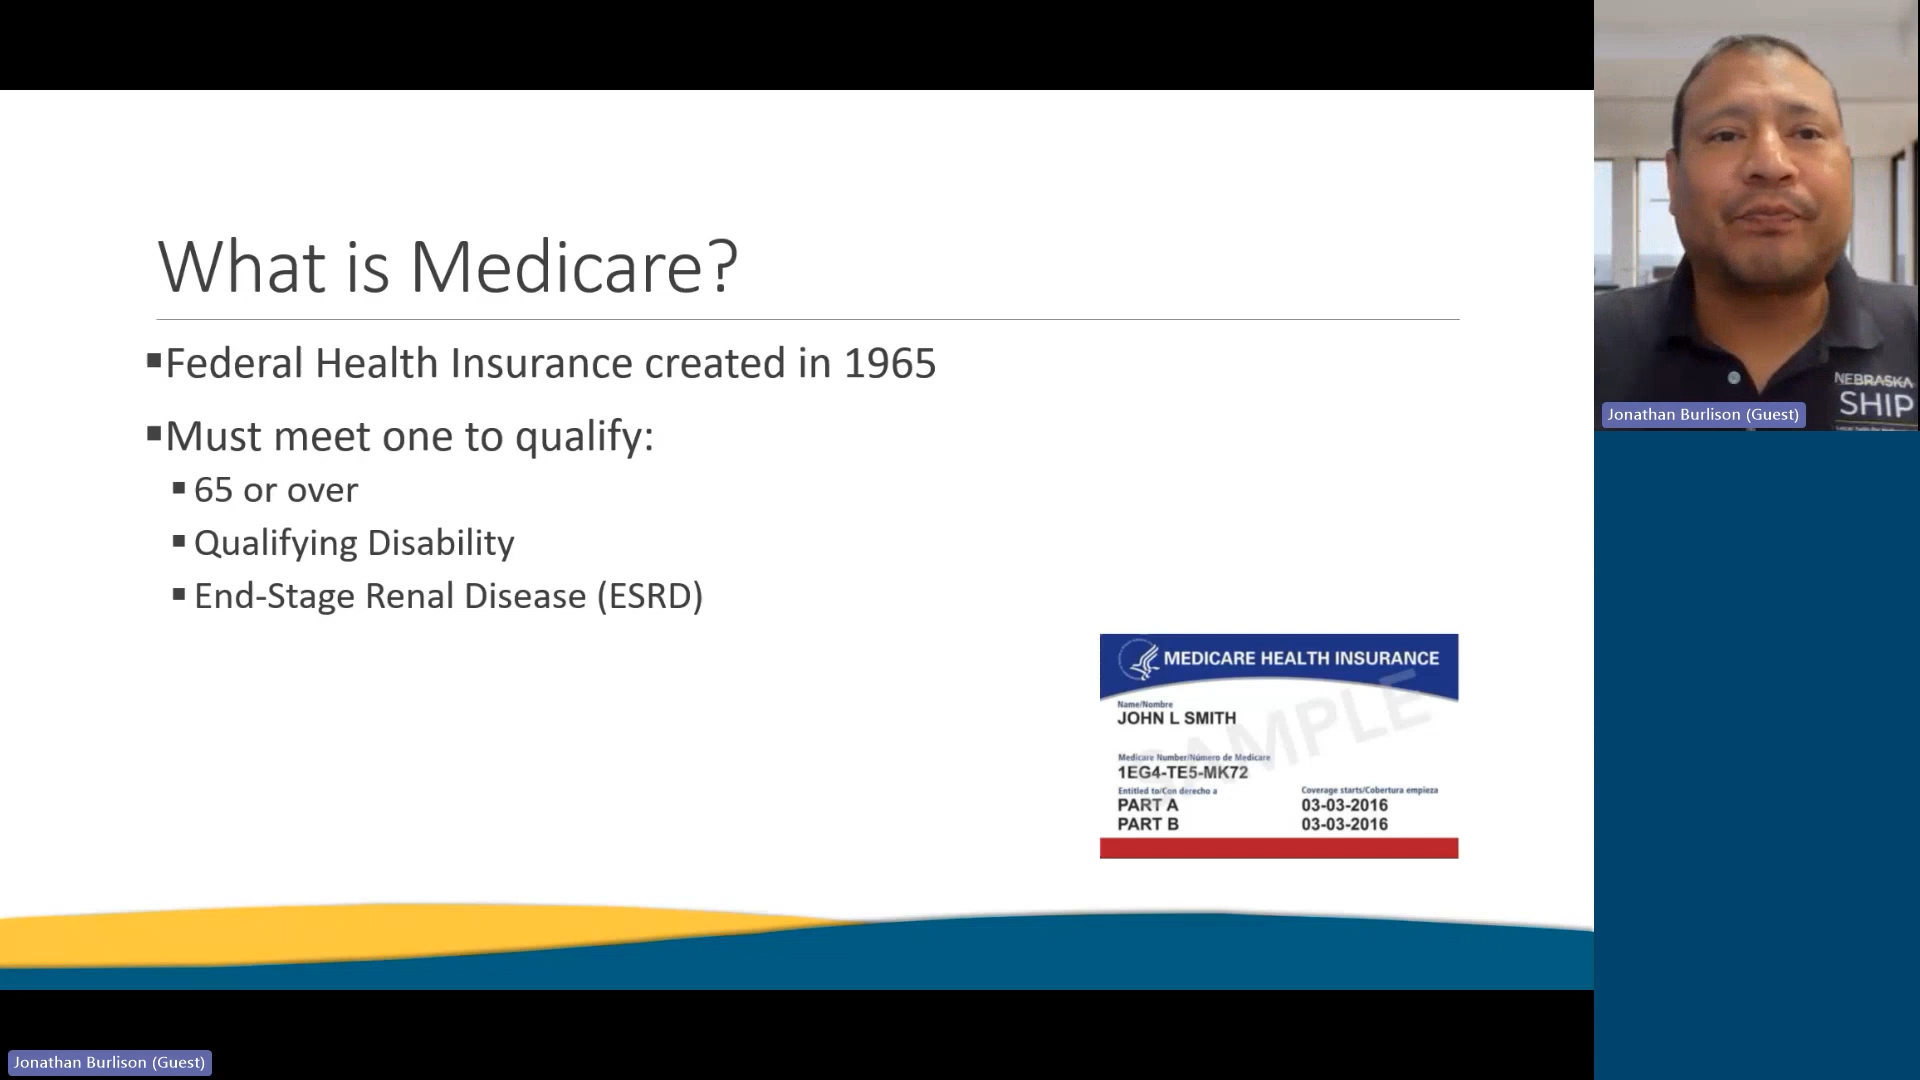 What is Medicare?
▪Federal Health Insurance created in 1965
▪Must meet one to qualify:
▪65 or over
▪Qualifying Disability
▪End-Stage Renal Disease (ESRD)
MEDICARE HEALTH INSURANCE
Name/Nombre
JOHN L SMITH
SAMPLE
Medicare Number/Número de Medicare
1EG4-TE5-MK72
Entitled to/Con derecho a
Coverage starts/Cobertura empieza
PART A
03-03-2016
PART B
03-03-2016
NEBRASKA
SHIP
Jonathan Burlison (Guest)
Jonathan Burlison (Guest)